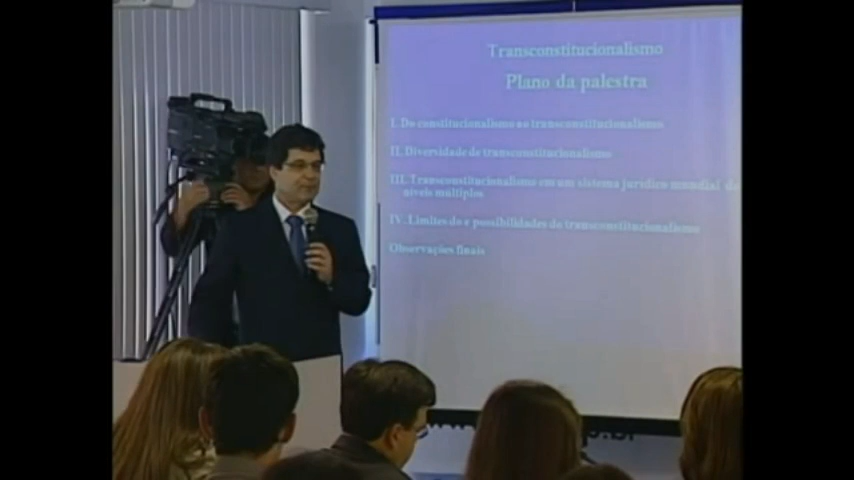 Transconstitucionalismo
Plano da palestra
I. Do constitucionalismo ao transconstitucionalismo
II. Diversidade de transconstitucionalismo
III. Transconstitucionalismo em um sistema jurídico mundial de
níveis múltiplos
IV. Limites do e possibilidades do transconstitucionalismo
Observações finais